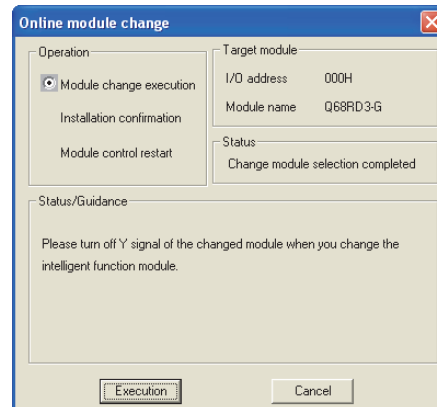 Online module change
Operation
Module change execution
Installation confirmation
Module control restart
Target module
I/O address 000H
Module name Q68RD3-G
Status
Change module selection completed
Status/Guidance
Please turn off Y signal of the changed module when you change the
intelligent function module.
Execution Cancel